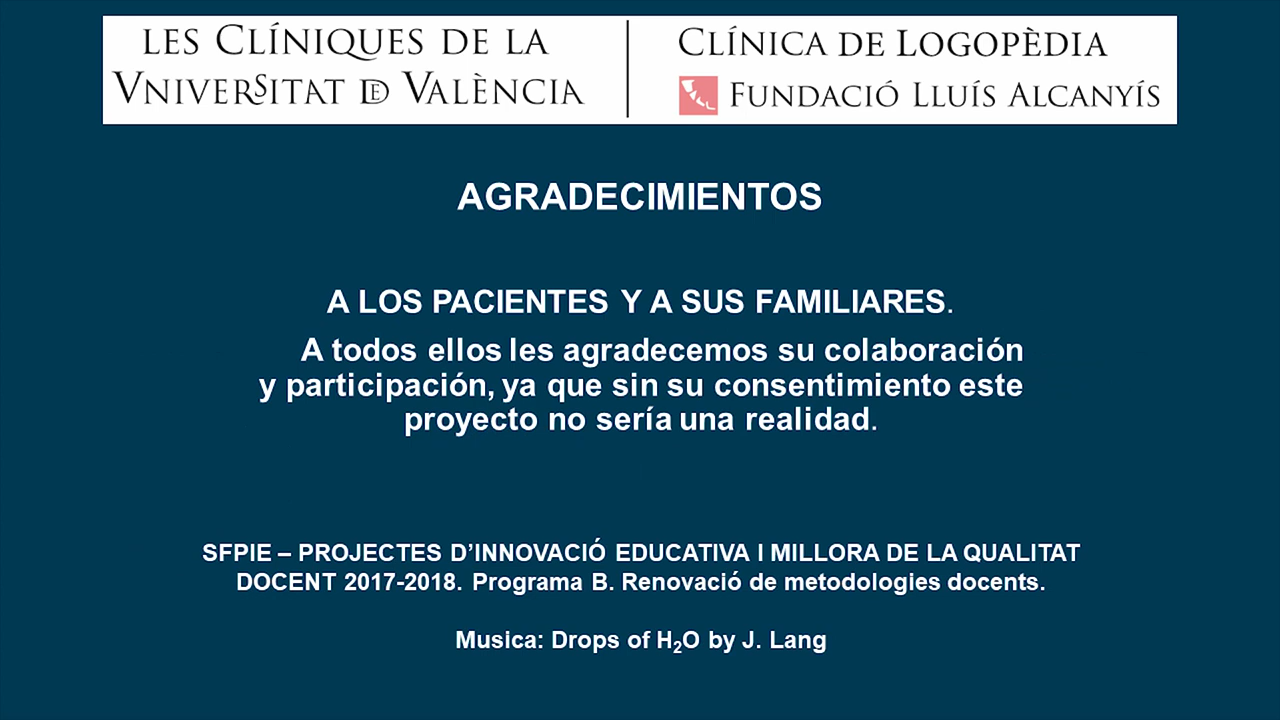 LES CLÍNIQUES DE LA
VNIVERSITAT DE VALÈNCIA
CLÍNICA DE LOGOPÈDIA
FUNDACIÓ LLUÍS ALCANYÍS
AGRADECIMIENTOS
A LOS PACIENTES Y A SUS FAMILIARES.
A todos ellos les agradecemos su colaboración
y participación, ya que sin su consentimiento este
proyecto no sería una realidad.
SFPIE – PROJECTES D’INNOVACIÓ EDUCATIVA I MILLORA DE LA QUALITAT
DOCENT 2017-2018. Programa B. Renovació de metodologies docents.
Musica: Drops of H₂O by J. Lang